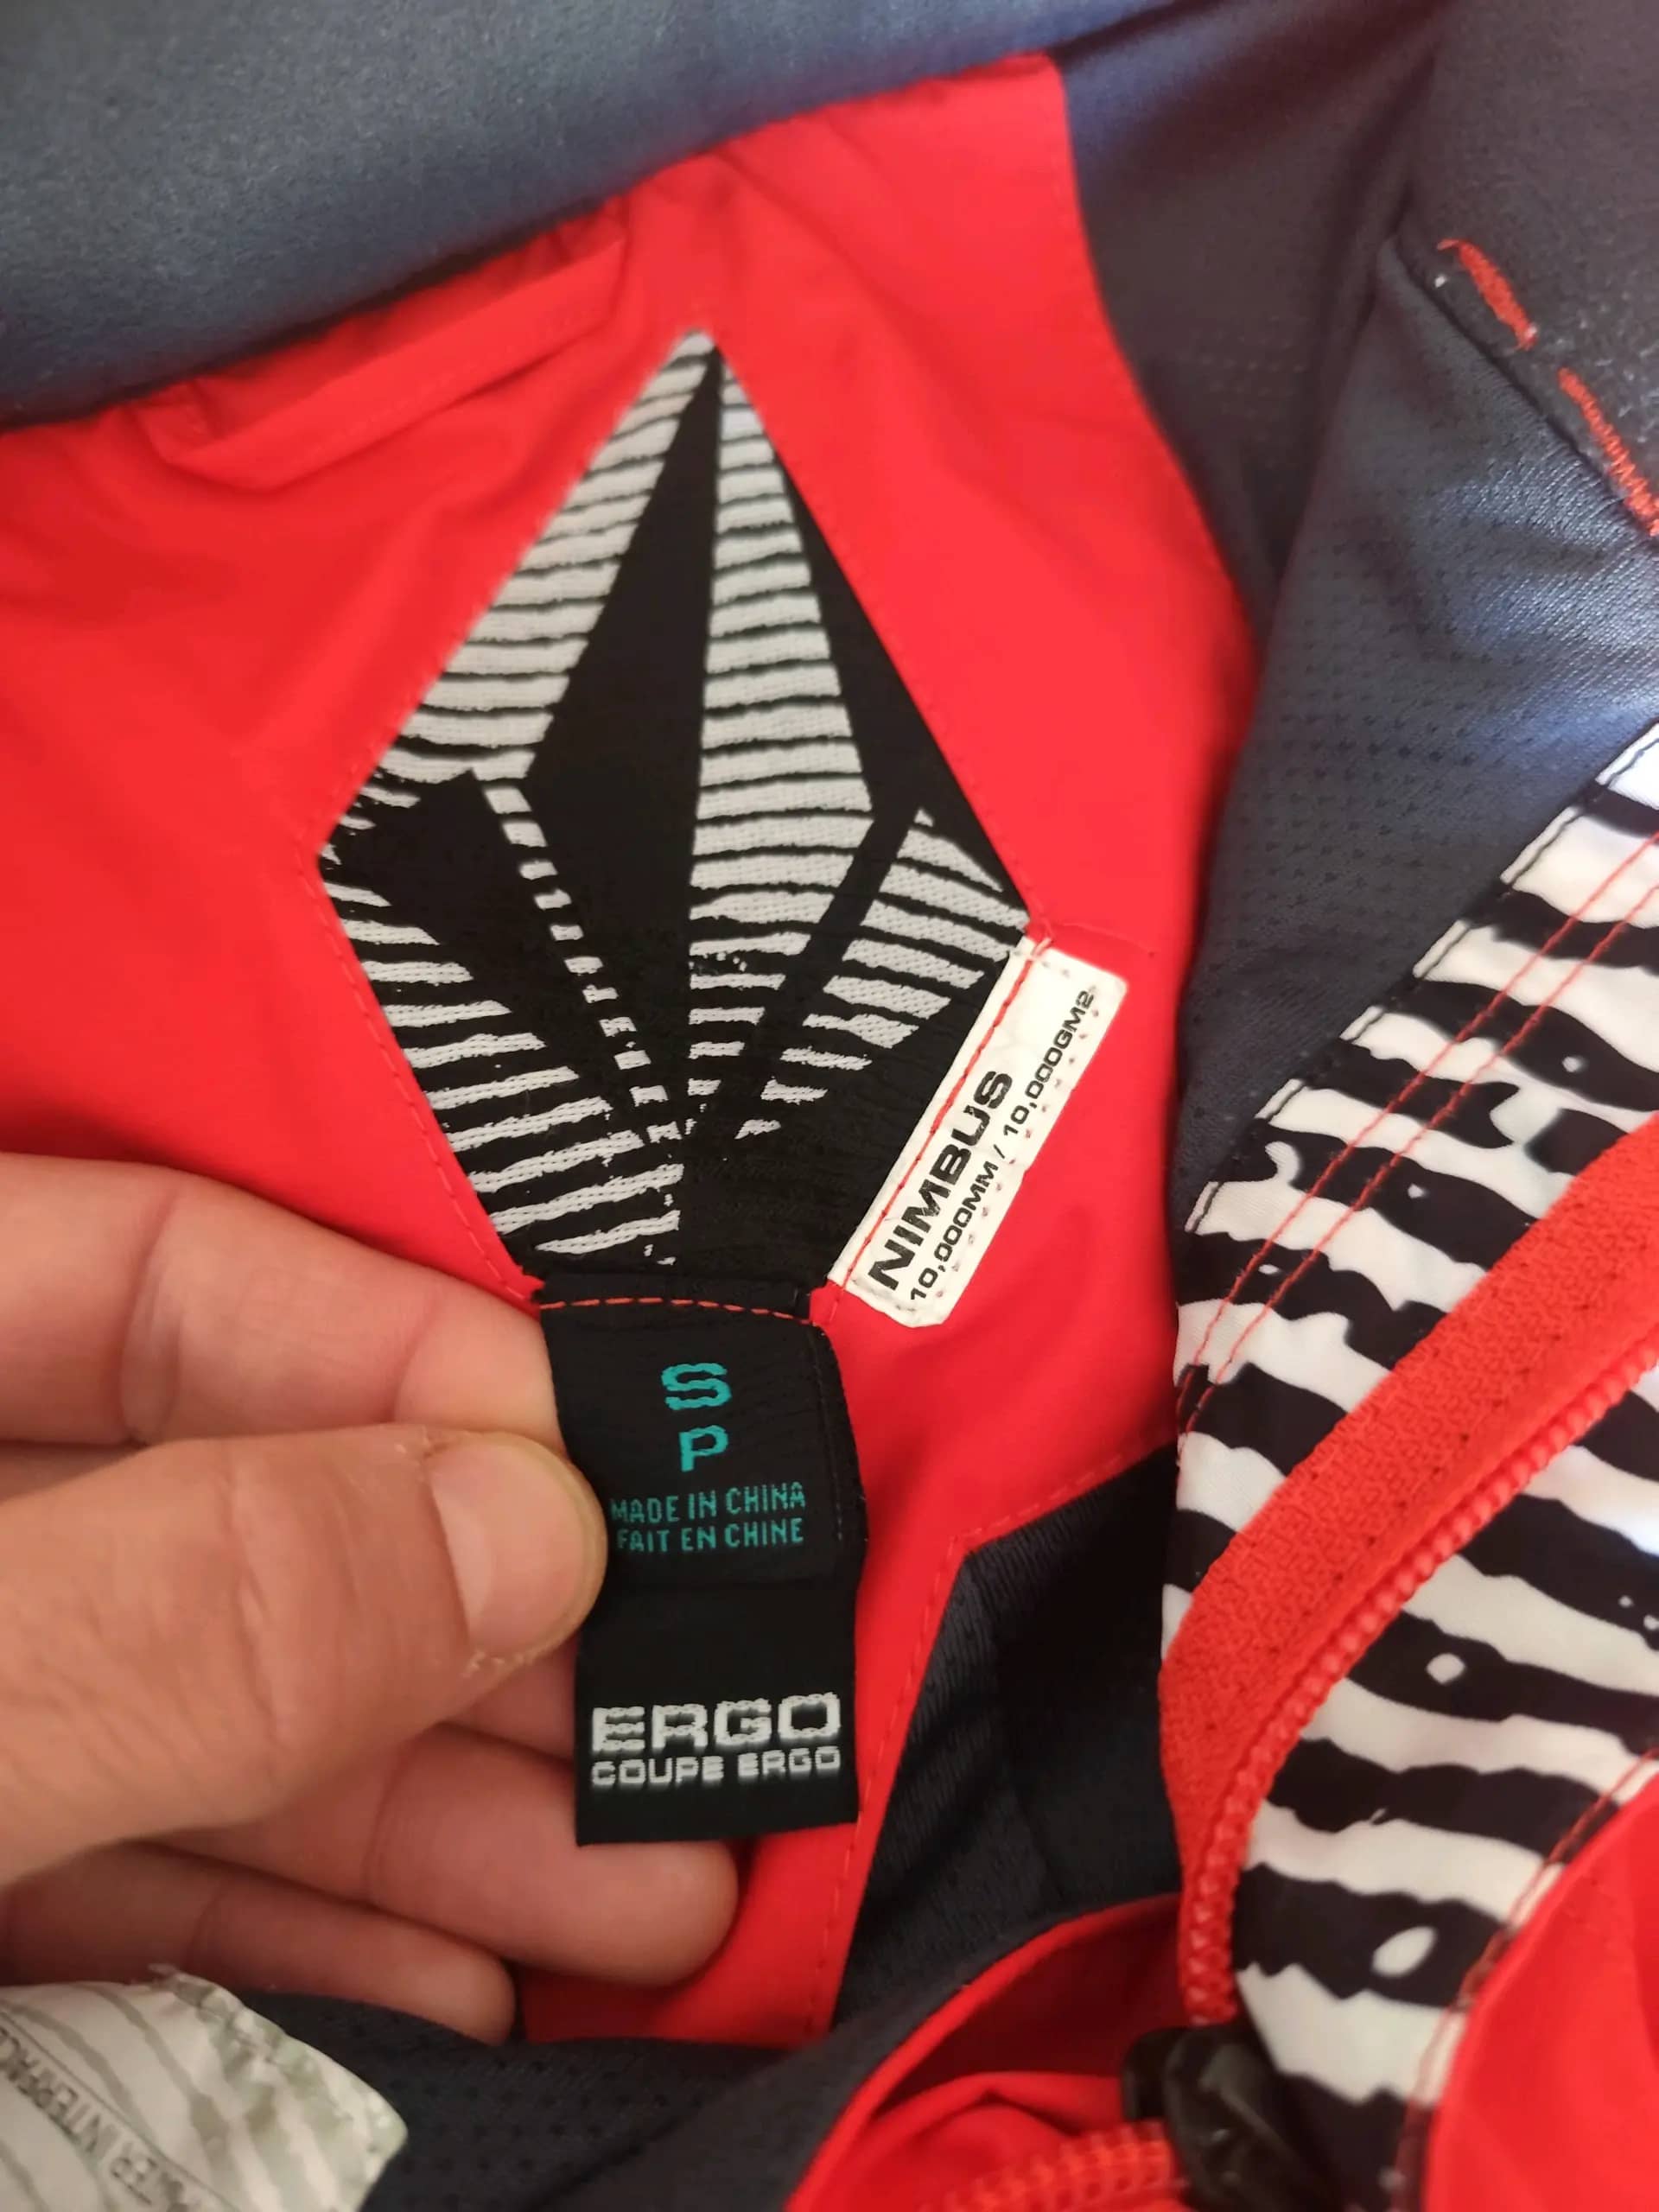 NIMBUS
10,000MM / 10,000GM2
S
P
MADE IN CHINA
FAIT EN CHINE
ERGO
COUPE ERGO